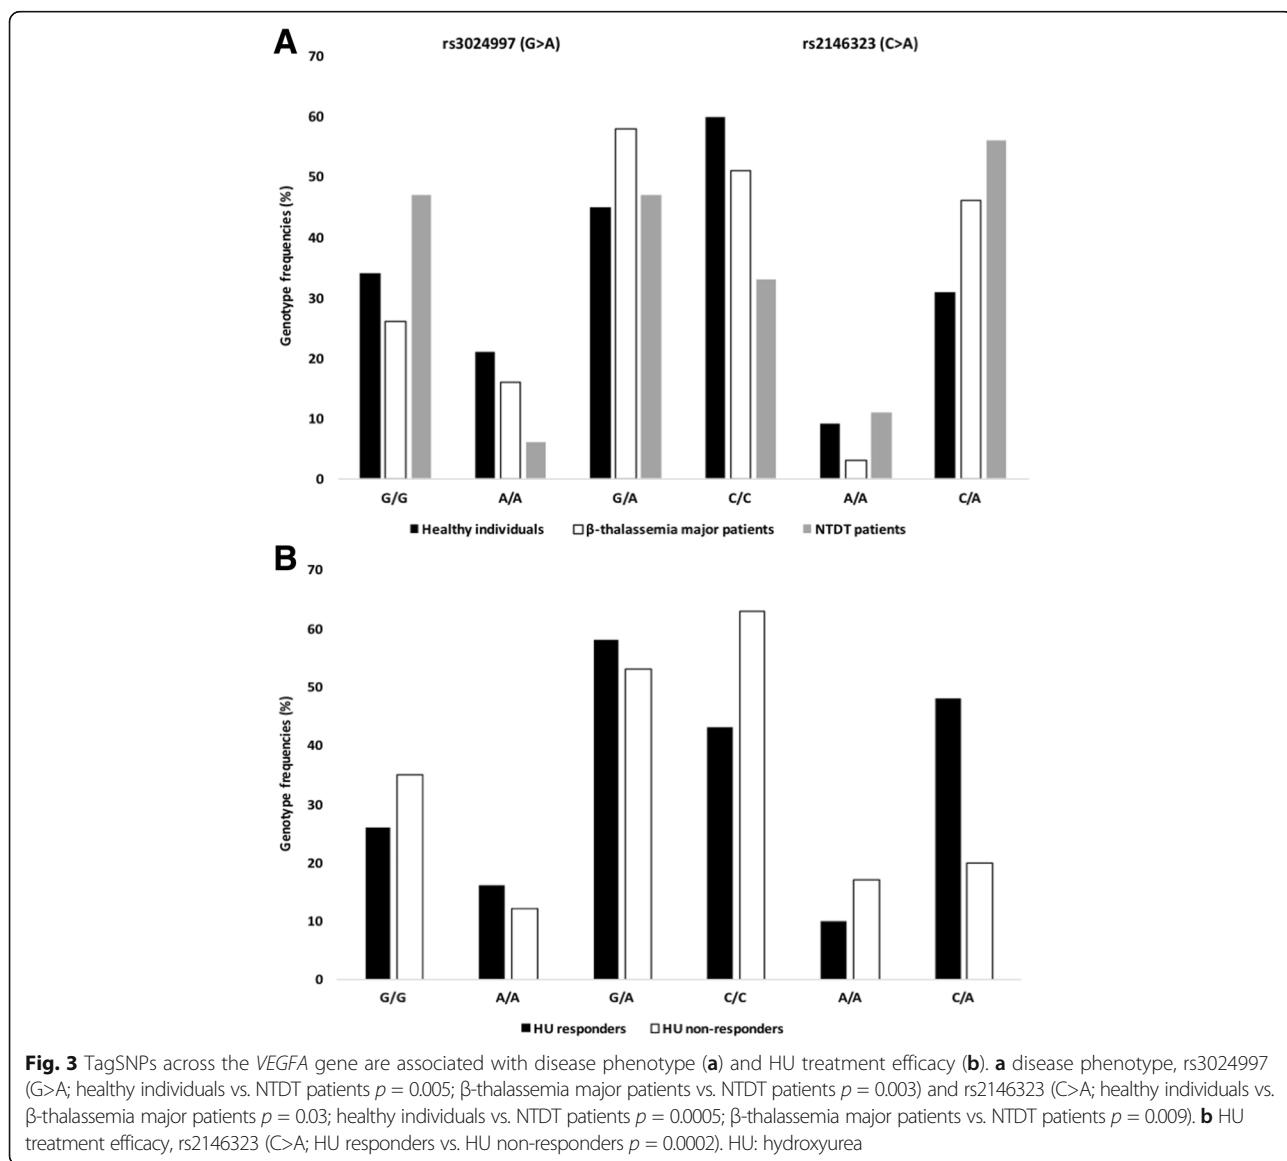 A
rs3024997 (G>A)
rs2146323 (C>A)
70
60
50
40
30
20
10
0
Genotype frequencies (%)
G/G A/A G/A C/C A/A C/A
Healthy individuals β-thalassemia major patients NTDT patients
B
70
60
50
40
30
20
10
0
Genotype frequencies (%)
G/G A/A G/A C/C A/A C/A
HU responders HU non-responders
Fig. 3 TagSNPs across the VEGFA gene are associated with disease phenotype (a) and HU treatment efficacy (b). a disease phenotype, rs3024997
(G>A; healthy individuals vs. NTDT patients p = 0.005; β-thalassemia major patients vs. NTDT patients p = 0.003) and rs2146323 (C>A; healthy individuals vs.
β-thalassemia major patients p = 0.03; healthy individuals vs. NTDT patients p = 0.0005; β-thalassemia major patients vs. NTDT patients p = 0.009). b HU
treatment efficacy, rs2146323 (C>A; HU responders vs. HU non-responders p = 0.0002). HU: hydroxyurea